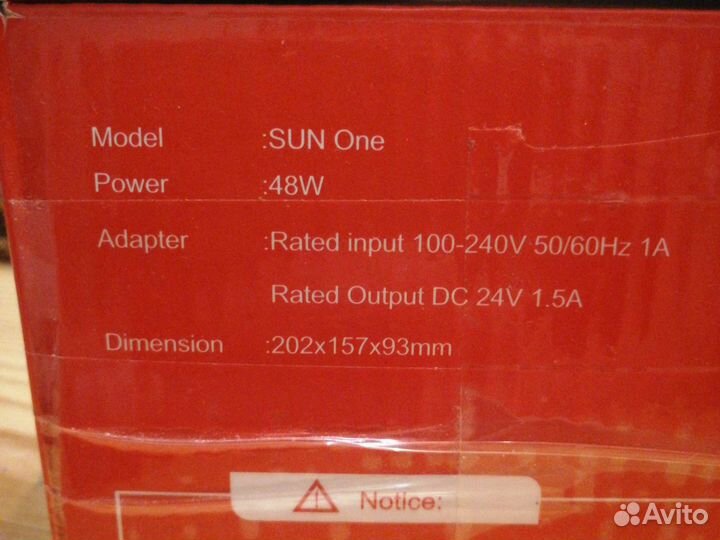 Model :SUN One
Power :48W
Adapter :Rated input 100-240V 50/60Hz 1A
Rated Output DC 24V 1.5A
Dimension :202x157x93mm
Notice:
Avito